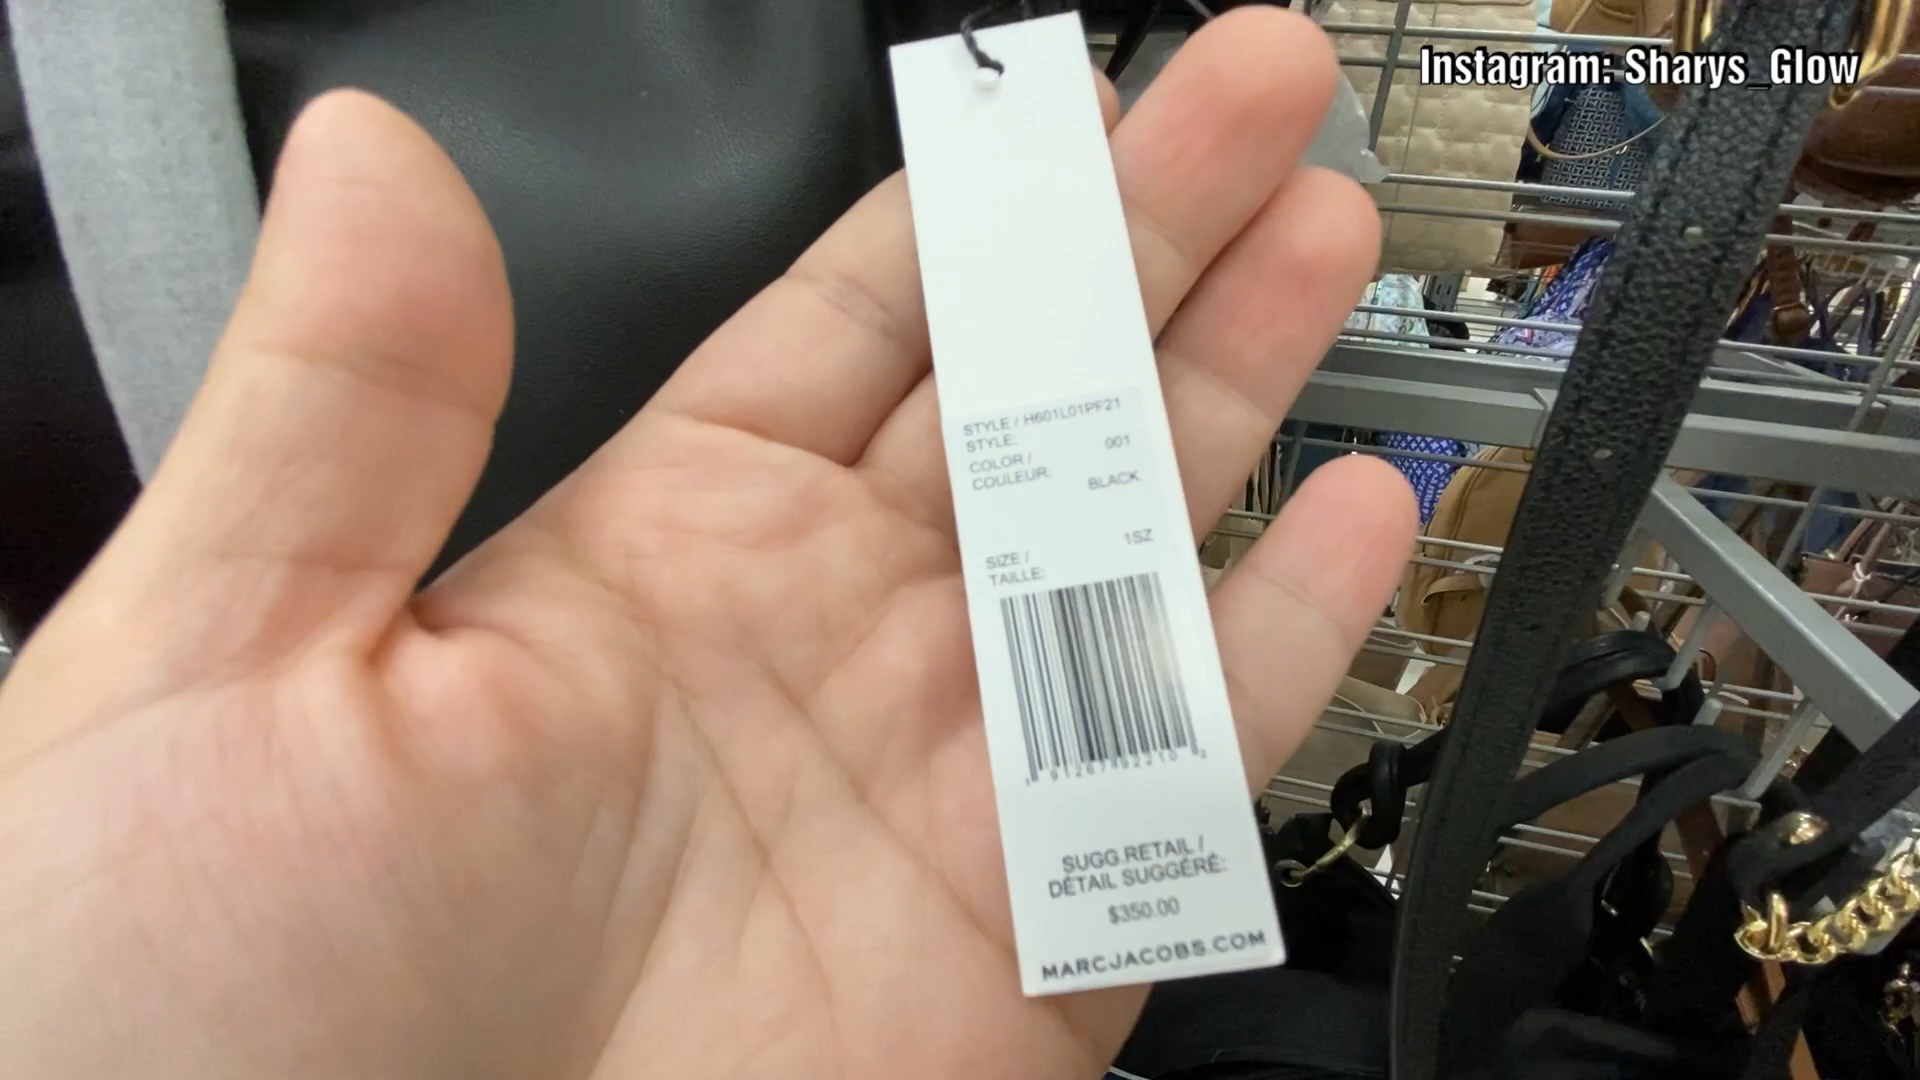 Instagram: Sharys_Glow
STYLE / H601L01PF21
STYLE:
001
COLOR /
COULEUR:
BLACK
1SZ
SIZE /
TAILLE:
SUGG.RETAIL /
DÉTAIL SUGGÉRÉ:
$350.00
MARCJACOBS.COM